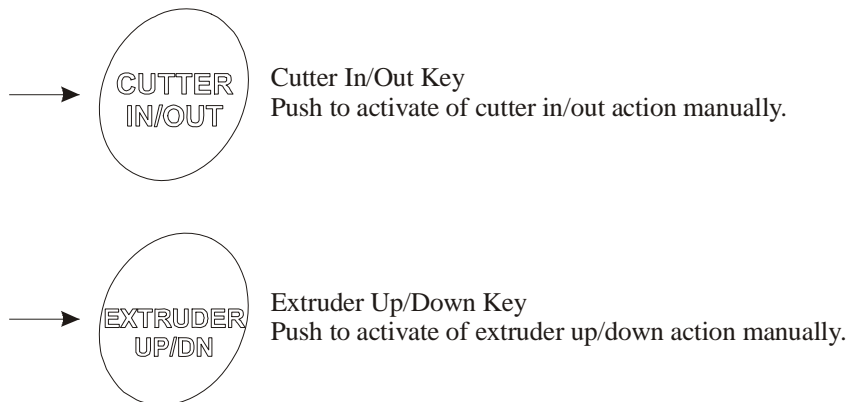 CUTTER
IN/OUT
Cutter In/Out Key
Push to activate of cutter in/out action manually.
EXTRUDER
UP/DN
Extruder Up/Down Key
Push to activate of extruder up/down action manually.